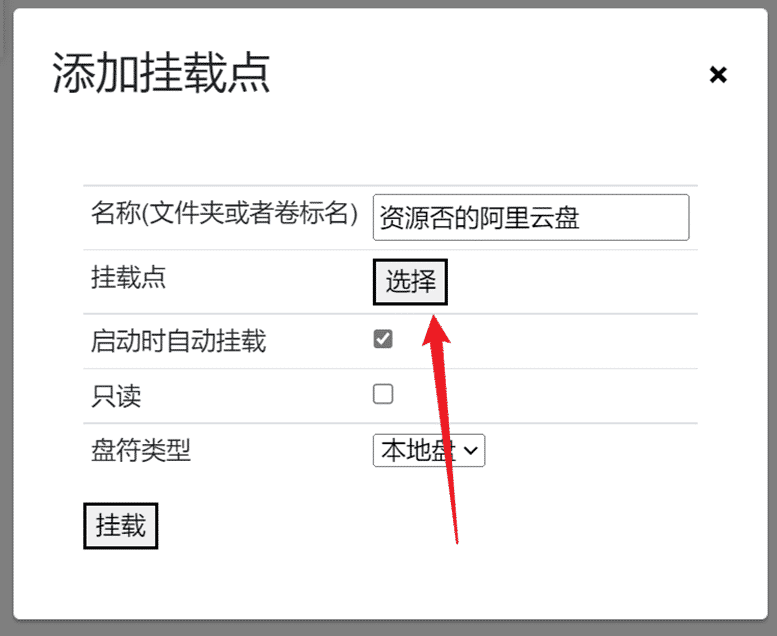 添加挂载点
名称(文件夹或者卷标名) 资源否的阿里云盘
挂载点 选择
启动时自动挂载
只读
盘符类型 本地盘
挂载